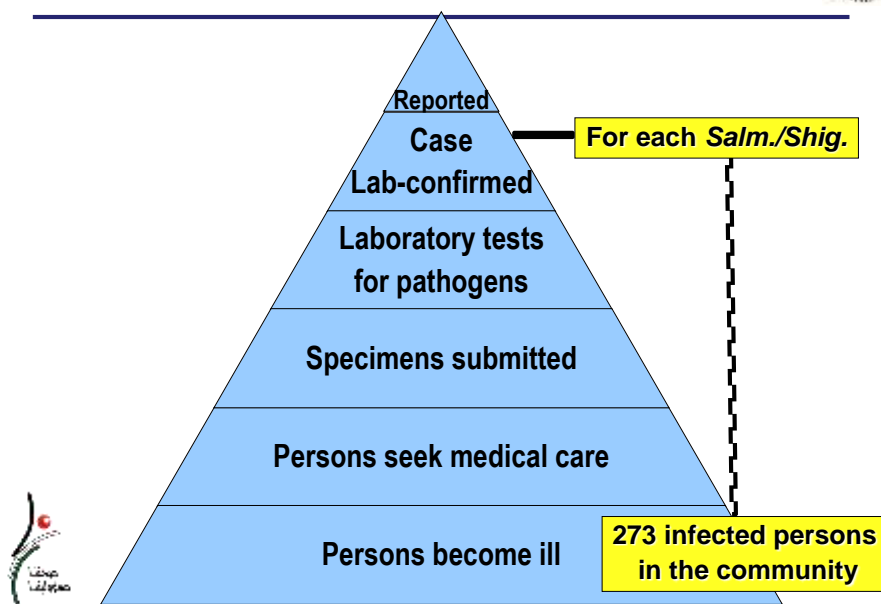 Reported
Case
Lab-confirmed
For each Salm./Shig.
Laboratory tests
for pathogens
Specimens submitted
Persons seek medical care
Persons become ill
273 infected persons
in the community